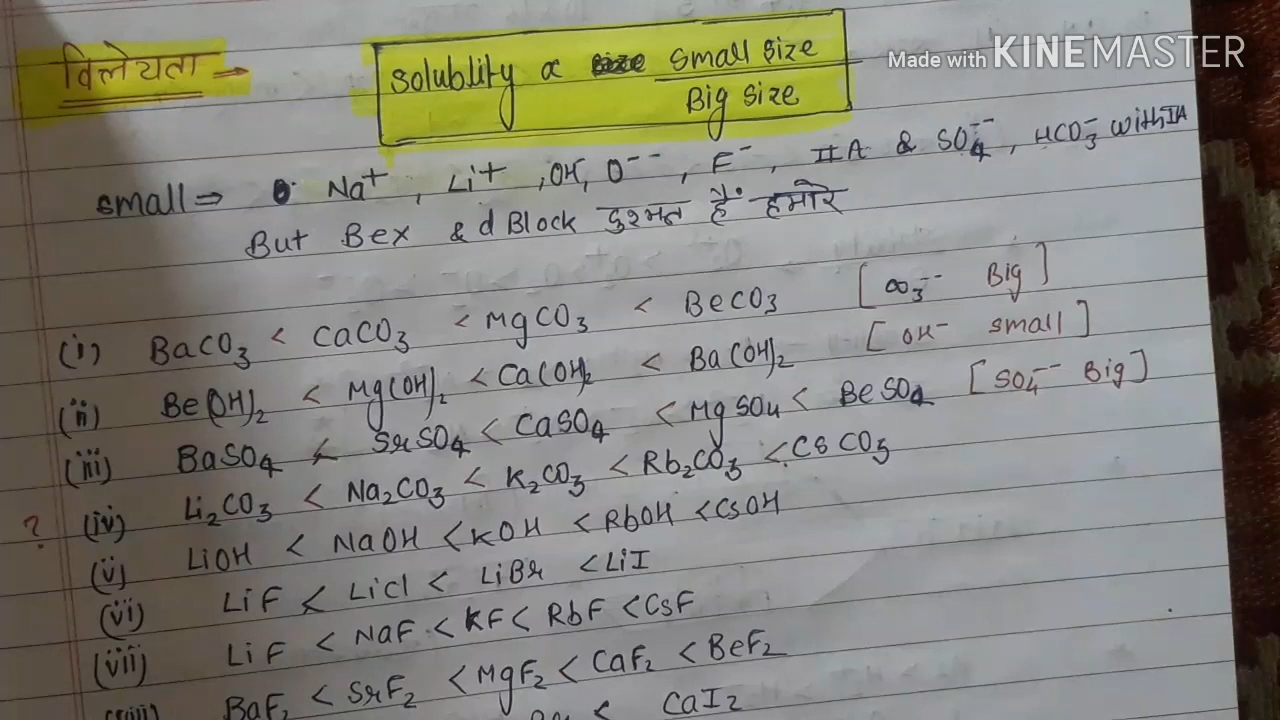 Made with KINEMASTER
विलेयता →
Solublity ∝ small size
Big size
small ⇒ Na⁺, Li⁺, OH⁻, O⁻⁻, F⁻, IIA & SO₄⁻⁻, HCO₃⁻ with IA
But Bex & d Block दुश्मन हैं हमारे
(i) BaCO₃ < CaCO₃ < MgCO₃ < BeCO₃ [CO₃⁻⁻ Big]
(ii) Be(OH)₂ < Mg(OH)₂ < Ca(OH)₂ < Ba(OH)₂ [OH⁻ small]
(iii) BaSO₄ < SrSO₄ < CaSO₄ < MgSO₄ < BeSO₄ [SO₄⁻⁻ Big]
? (iv) Li₂CO₃ < Na₂CO₃ < K₂CO₃ < Rb₂CO₃ < CsCO₃
(v) LiOH < NaOH < KOH < RbOH < CsOH
(vi) LiF < LiCl < LiBr < LiI
(vii) LiF < NaF < KF < RbF < CsF
(viii) BaF₂ < SrF₂ < MgF₂ < CaF₂ < BeF₂
< CaI₂